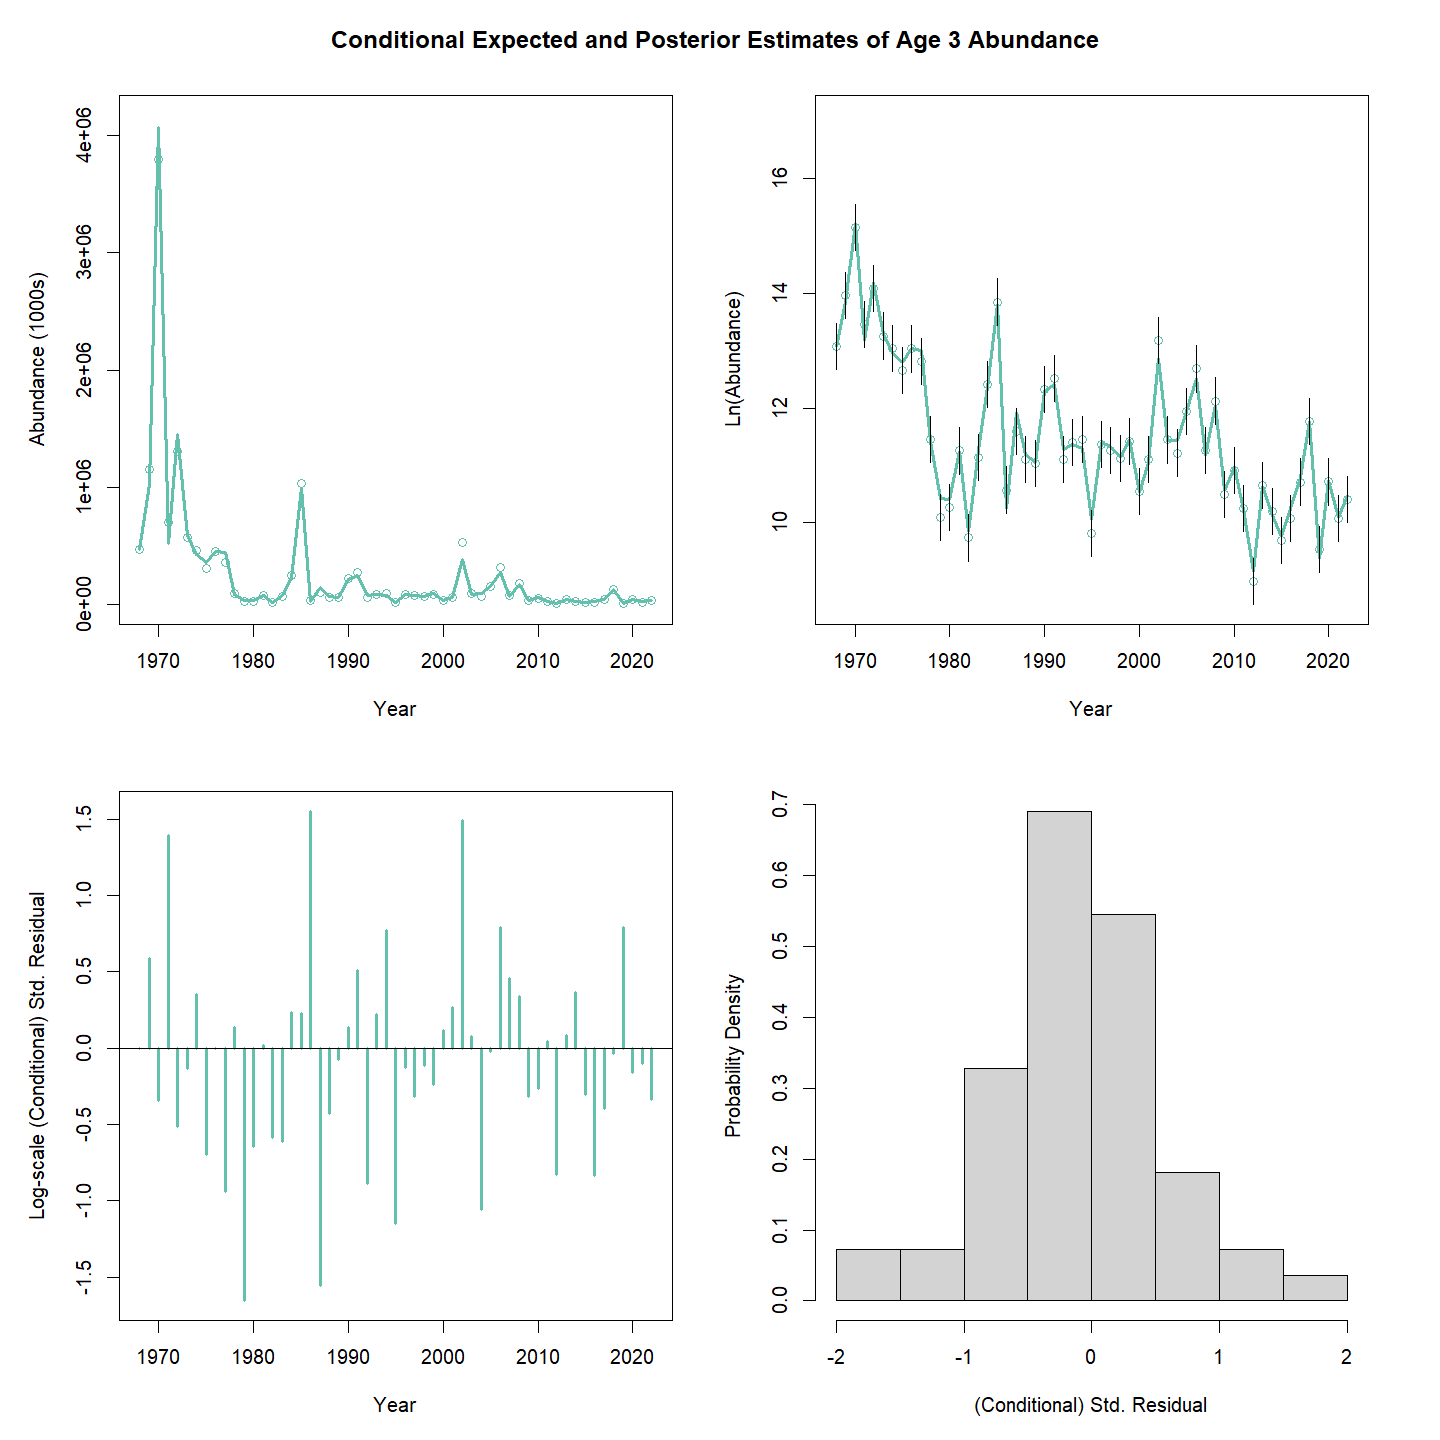 Conditional Expected and Posterior Estimates of Age 3 Abundance
Abundance (1000s)
4e+06
3e+06
2e+06
1e+06
0e+00
1970 1980 1990 2000 2010 2020
Year
Ln(Abundance)
16
14
12
10
1970 1980 1990 2000 2010 2020
Year
Log-scale (Conditional) Std. Residual
1.5
1.0
0.5
0.0
-0.5
-1.0
-1.5
1970 1980 1990 2000 2010 2020
Year
Probability Density
0.7
0.6
0.5
0.4
0.3
0.2
0.1
0.0
-2 -1 0 1 2
(Conditional) Std. Residual